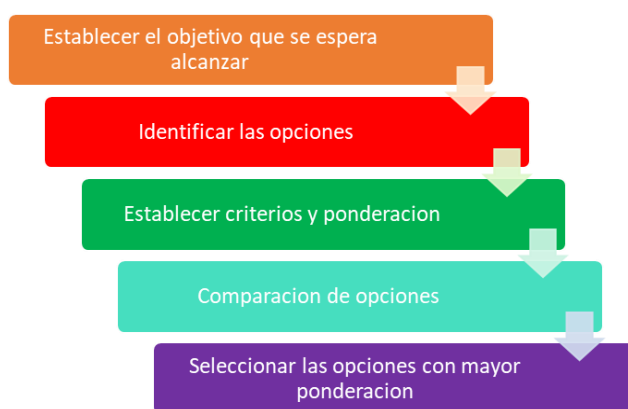 Establecer el objetivo que se espera
alcanzar
Identificar las opciones
Establecer criterios y ponderacion
Comparacion de opciones
Seleccionar las opciones con mayor
ponderacion